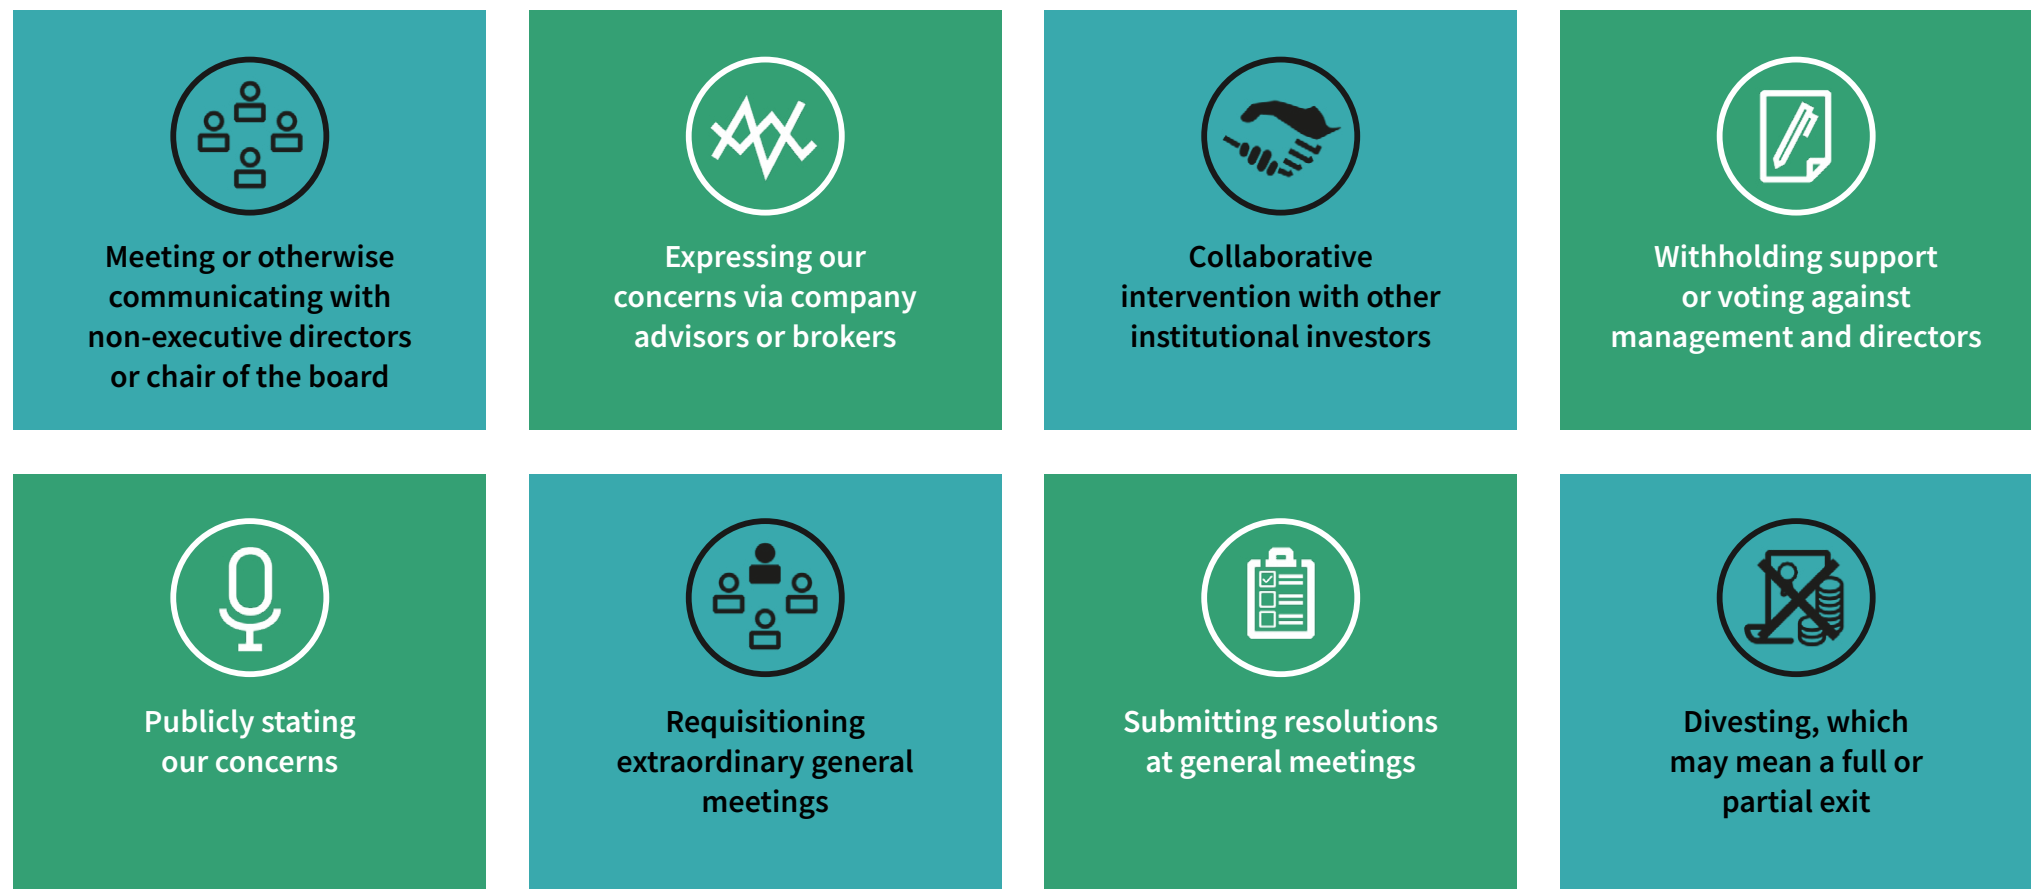 Meeting or otherwise
communicating with
non-executive directors
or chair of the board
Expressing our
concerns via company
advisors or brokers
Collaborative
intervention with other
institutional investors
Withholding support
or voting against
management and directors
Publicly stating
our concerns
Requisitioning
extraordinary general
meetings
Submitting resolutions
at general meetings
Divesting, which
may mean a full or
partial exit